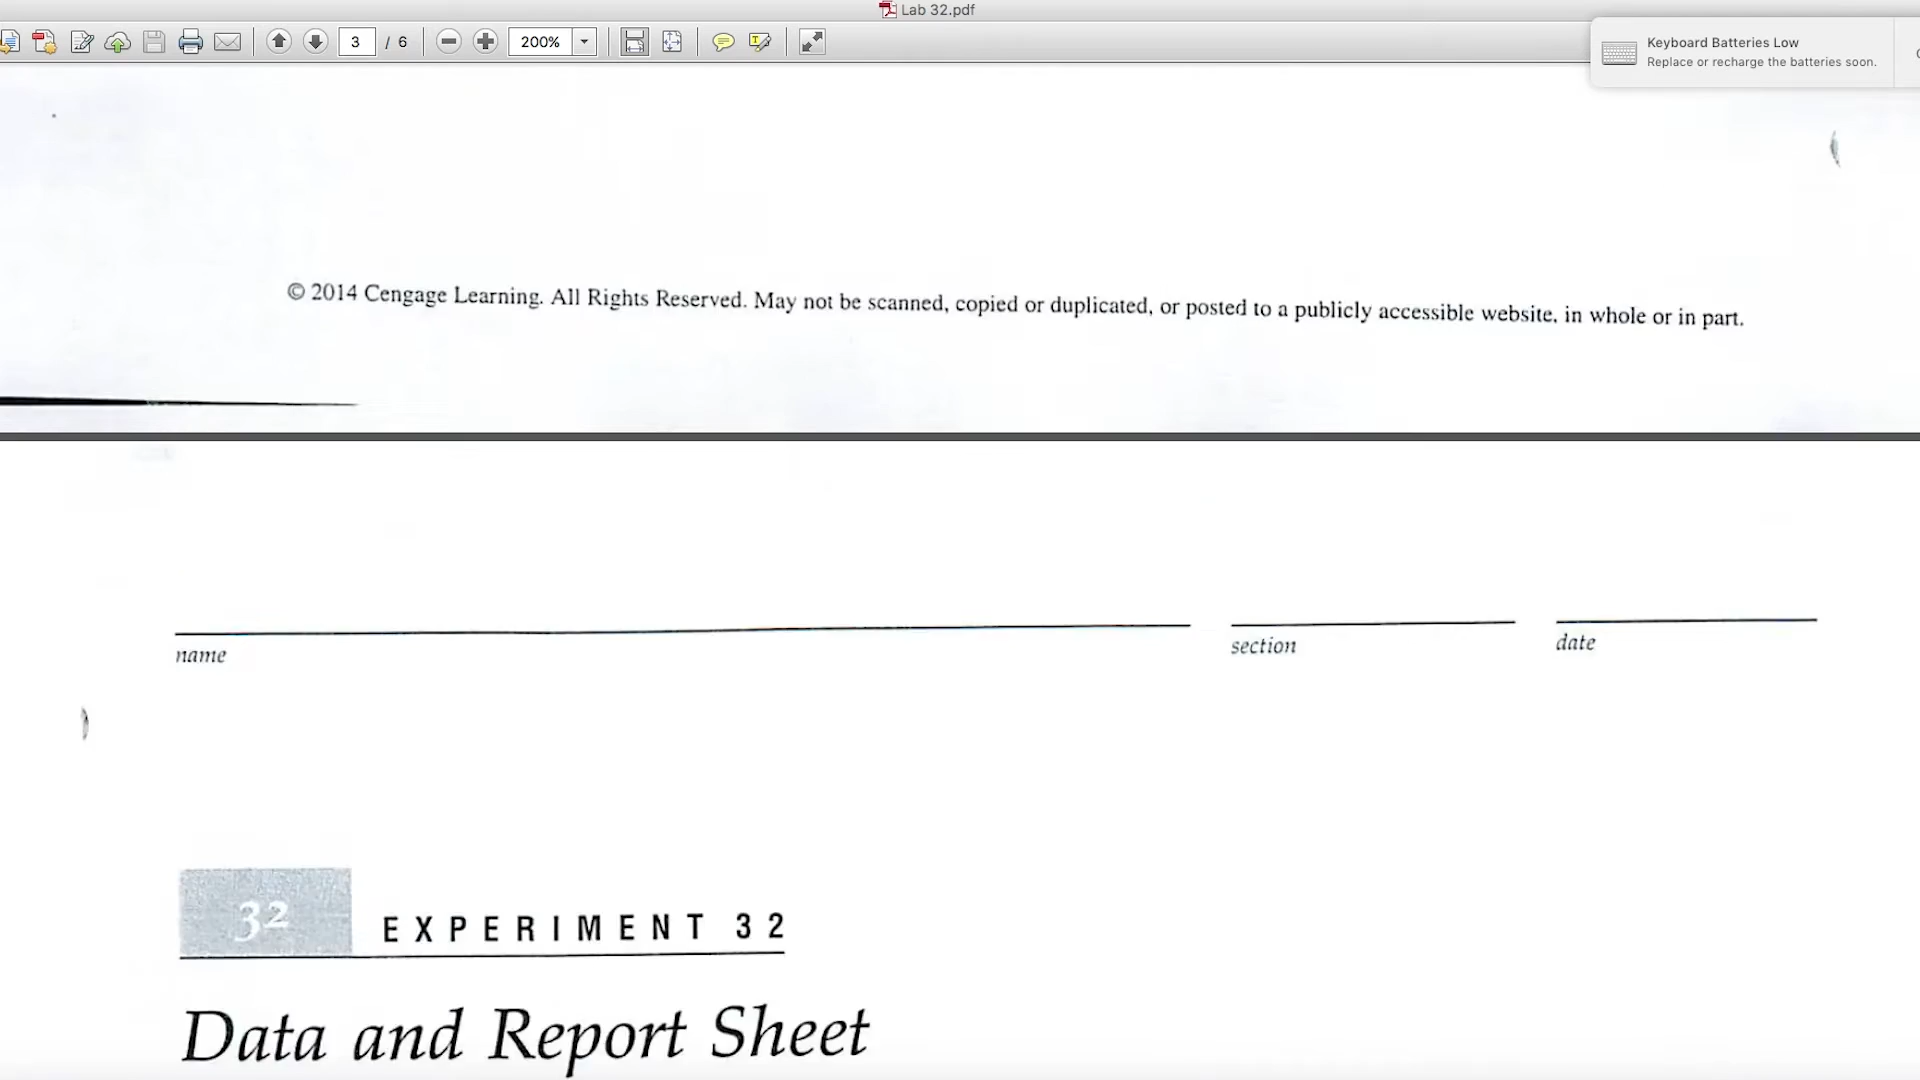 Lab 32.pdf
3 / 6 200%
Keyboard Batteries Low
Replace or recharge the batteries soon.
© 2014 Cengage Learning. All Rights Reserved. May not be scanned, copied or duplicated, or posted to a publicly accessible website, in whole or in part.
name section date
32 EXPERIMENT 32
Data and Report Sheet